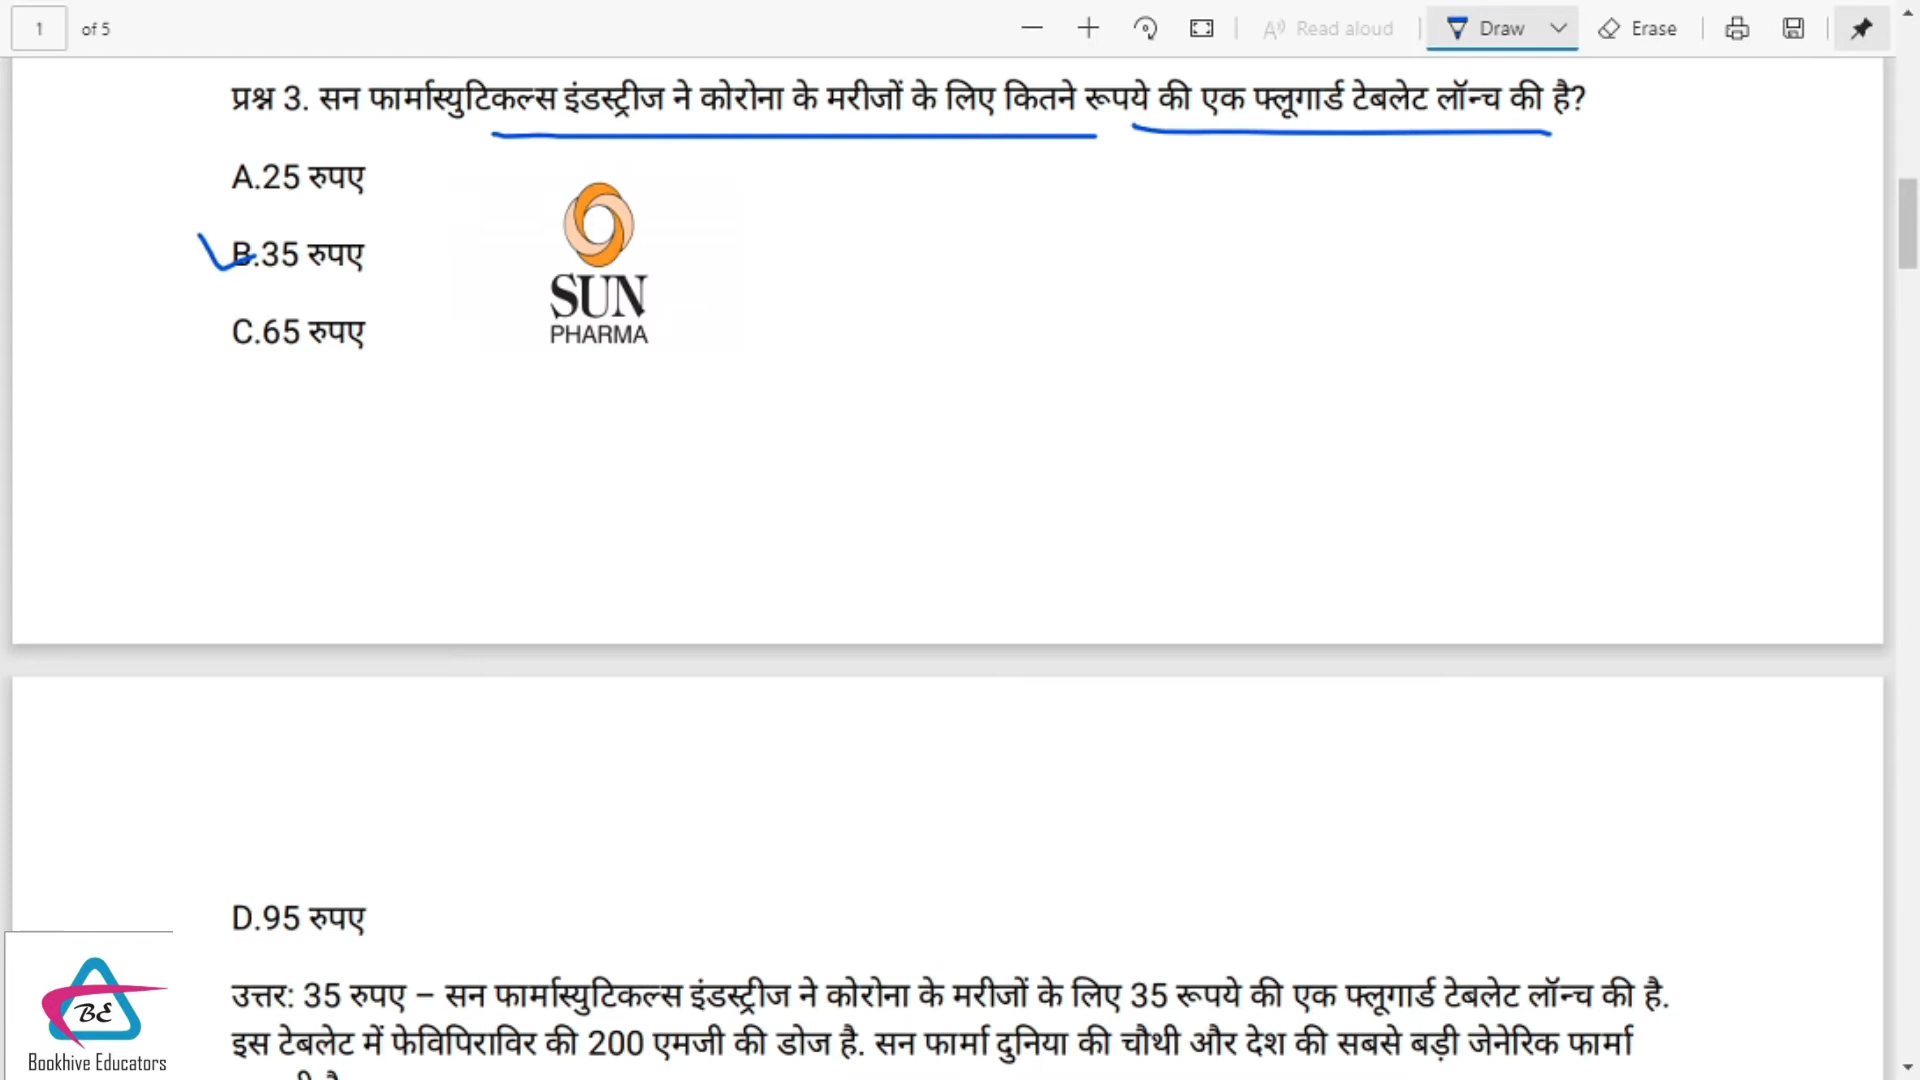 1 of 5
Read aloud
Draw
Erase
प्रश्न 3. सन फार्मास्युटिकल्स इंडस्ट्रीज ने कोरोना के मरीजों के लिए कितने रूपये की एक फ्लूगार्ड टेबलेट लॉन्च की है?
A.25 रुपए
B.35 रुपए
C.65 रुपए
SUN
PHARMA
D.95 रुपए
उत्तर: 35 रुपए – सन फार्मास्युटिकल्स इंडस्ट्रीज ने कोरोना के मरीजों के लिए 35 रूपये की एक फ्लूगार्ड टेबलेट लॉन्च की है.
इस टेबलेट में फेविपिराविर की 200 एमजी की डोज है. सन फार्मा दुनिया की चौथी और देश की सबसे बड़ी जेनेरिक फार्मा
BE
Bookhive Educators